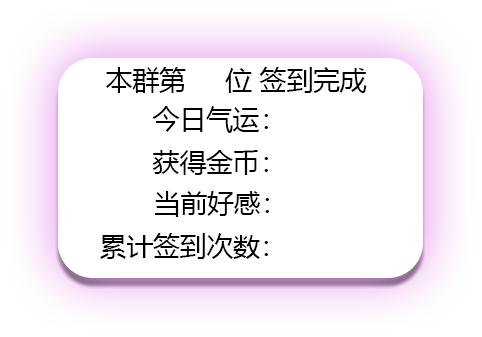 本群第 位 签到完成
今日气运：
获得金币：
当前好感：
累计签到次数：